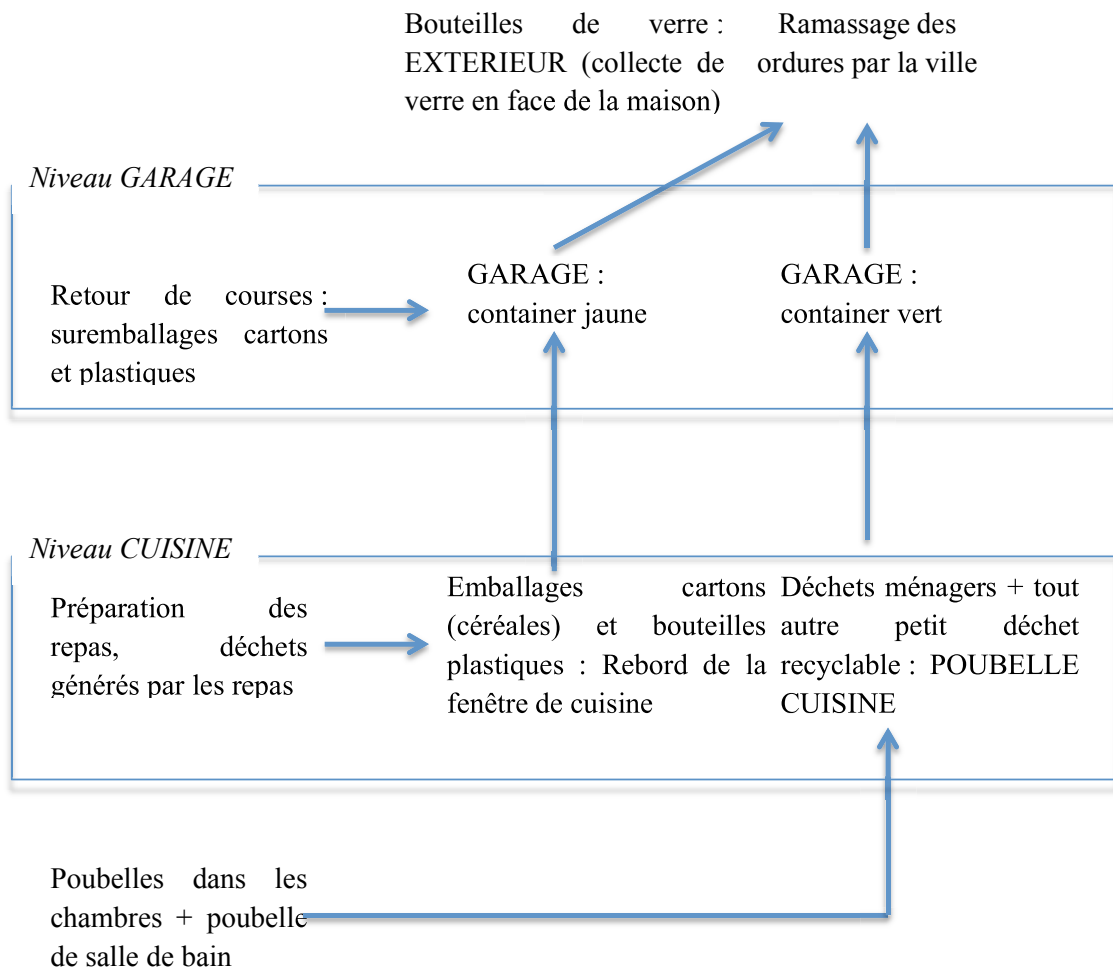 Bouteilles de verre :
EXTERIEUR (collecte de
verre en face de la maison)
Ramassage des
ordures par la ville
Niveau GARAGE
Retour de courses :
suremballages cartons
et plastiques
GARAGE :
container jaune
GARAGE :
container vert
Niveau CUISINE
Préparation des
repas, déchets
générés par les repas
Emballages cartons
(céréales) et bouteilles
plastiques : Rebord de la
fenêtre de cuisine
Déchets ménagers + tout
autre petit déchet
recyclable : POUBELLE
CUISINE
Poubelles dans les
chambres + poubelle
de salle de bain